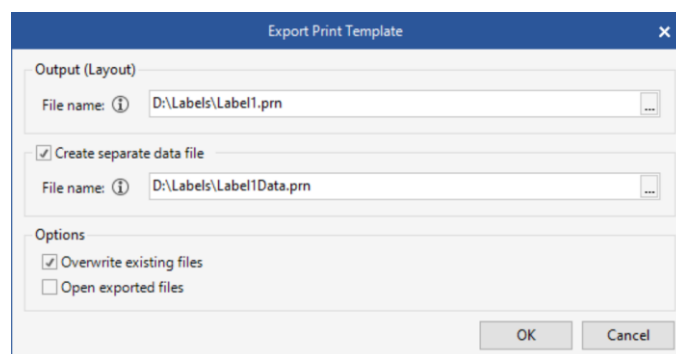 Export Print Template
Output (Layout)
File name: D:\Labels\Label1.prn ...
Create separate data file
File name: D:\Labels\Label1Data.prn ...
Options
Overwrite existing files
Open exported files
OK Cancel